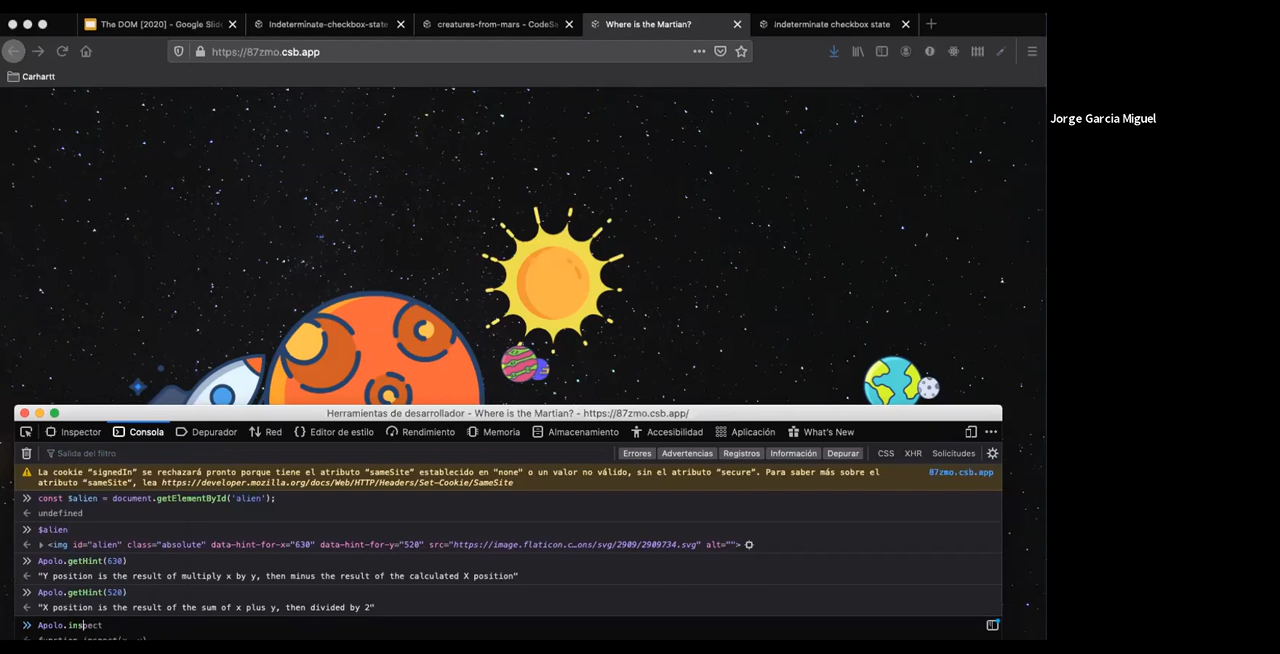 The DOM [2020] - Google Slid
Indeterminate-checkbox-state
creatures-from-mars - CodeSa
Where is the Martian?
indeterminate checkbox state
https://87zmo.csb.app
Carhartt
Jorge Garcia Miguel
Herramientas de desarrollador - Where is the Martian? - https://87zmo.csb.app/
Inspector
Consola
Depurador
Red
Editor de estilo
Rendimiento
Memoria
Almacenamiento
Accesibilidad
Aplicación
What's New
Salida del filtro
Errores
Advertencias
Registros
Información
Depurar
CSS
XHR
Solicitudes
La cookie “signedIn” se rechazará pronto porque tiene el atributo “sameSite” establecido en “none” o un valor no válido, sin el atributo “secure”. Para saber más sobre el
87zmo.csb.app
atributo “sameSite“, lea https://developer.mozilla.org/docs/Web/HTTP/Headers/Set-Cookie/SameSite
const $alien = document.getElementById('alien');
undefined
$alien
<img id="alien" class="absolute" data-hint-for-x="630" data-hint-for-y="520" src="https://image.flaticon.c…ons/svg/2909/2909734.svg" alt="">
Apolo.getHint(630)
"Y position is the result of multiply x by y, then minus the result of the calculated X position"
Apolo.getHint(520)
"X position is the result of the sum of x plus y, then divided by 2"
Apolo.inspect
function inspect(x, y)